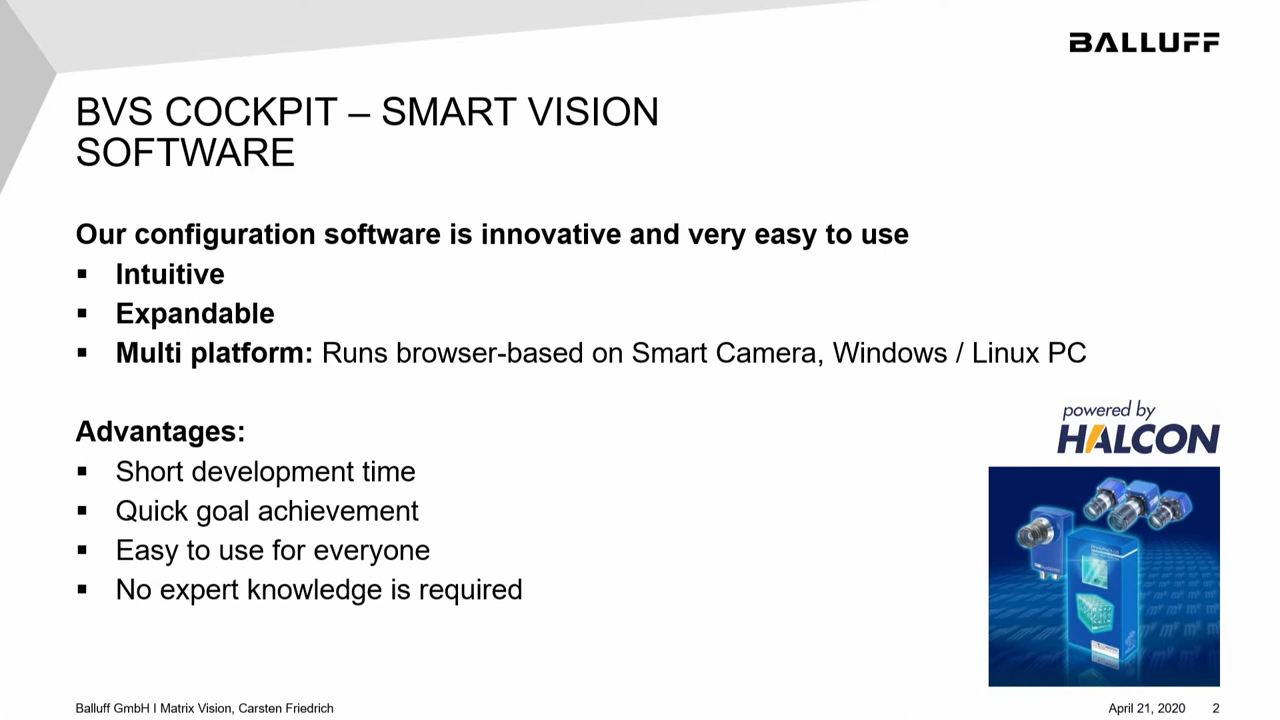 BALLUFF
BVS COCKPIT – SMART VISION
SOFTWARE
Our configuration software is innovative and very easy to use
▪ Intuitive
▪ Expandable
▪ Multi platform: Runs browser-based on Smart Camera, Windows / Linux PC
Advantages:
▪ Short development time
▪ Quick goal achievement
▪ Easy to use for everyone
▪ No expert knowledge is required
powered by
HALCON
Balluff GmbH I Matrix Vision, Carsten Friedrich
April 21, 2020
2